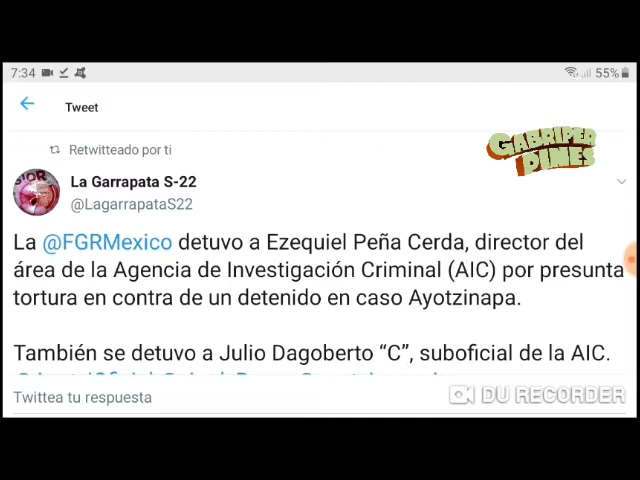 7:34 55%
Tweet
GABRIPER DIMES
Retwitteado por ti
La Garrapata S-22
@LagarrapataS22
La @FGRMexico detuvo a Ezequiel Peña Cerda, director del
área de la Agencia de Investigación Criminal (AIC) por presunta
tortura en contra de un detenido en caso Ayotzinapa.
También se detuvo a Julio Dagoberto “C”, suboficial de la AIC.
Twittea tu respuesta
DU RECORDER